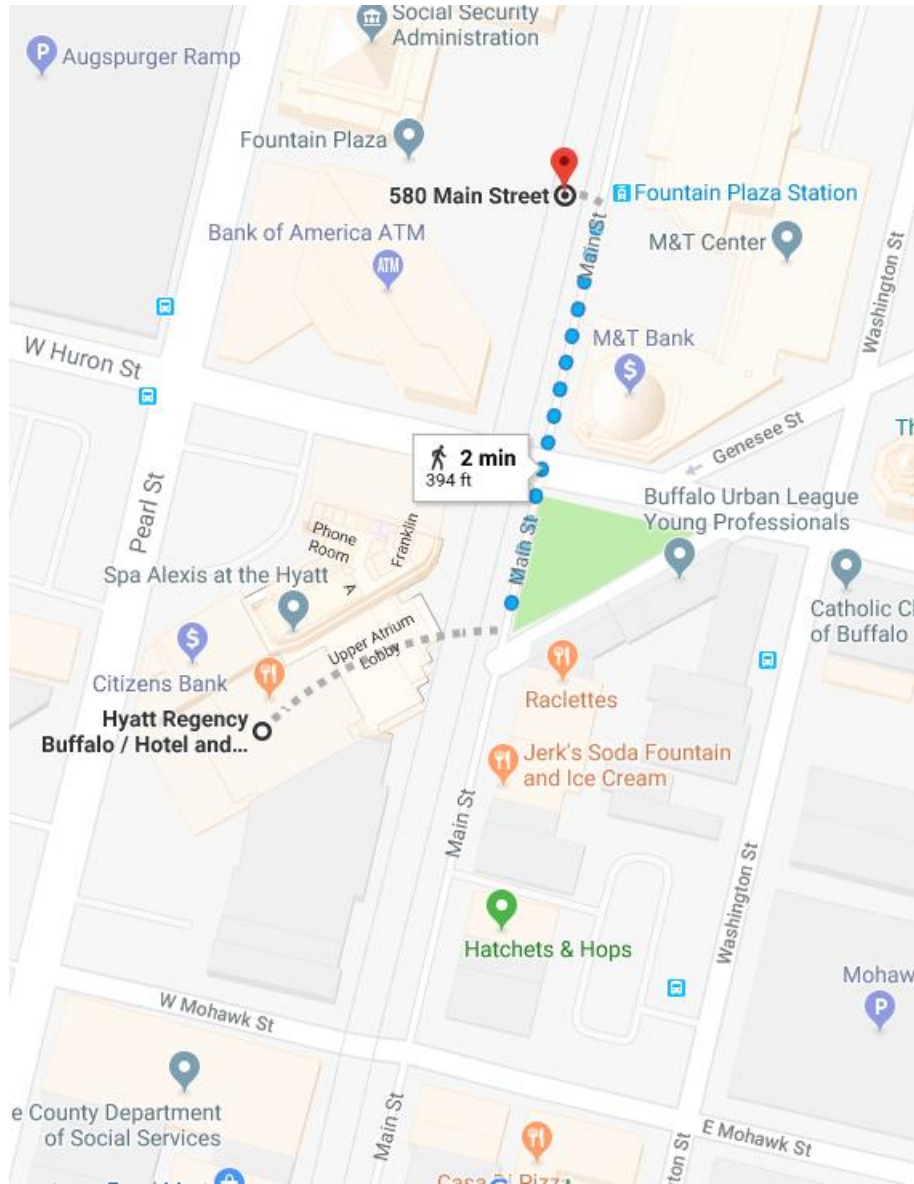 Social Security
Administration
Augspurger Ramp
Fountain Plaza
580 Main Street
Fountain Plaza Station
Bank of America ATM
ATM
M&T Center
Main St
Washington St
W Huron St
M&T Bank
Genesee St
2 min
394 ft
Th
Pearl St
Buffalo Urban League
Young Professionals
Franklin
Phone
Room
A
Main St
Spa Alexis at the Hyatt
Catholic C
of Buffalo
Upper Atrium
Lobby
Citizens Bank
Raclettes
Hyatt Regency
Buffalo / Hotel and...
Jerk's Soda Fountain
and Ice Cream
Main St
Washington St
Hatchets & Hops
Mohaw
P
W Mohawk St
e County Department
of Social Services
Main St
E Mohawk St
ton St